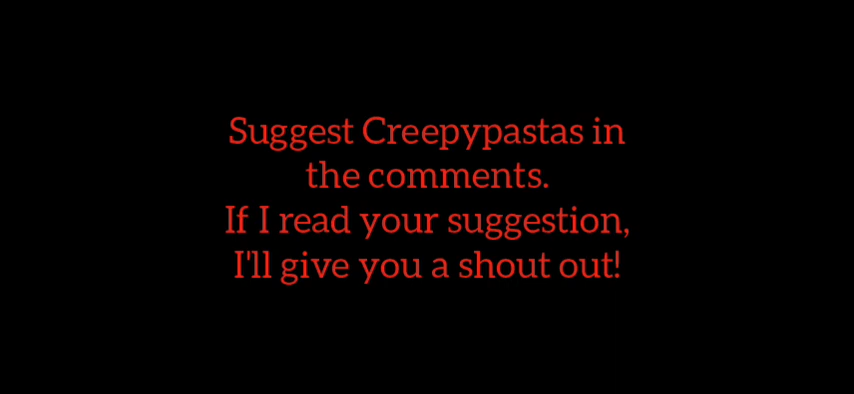 Suggest Creepypastas in
the comments.
If I read your suggestion,
I'll give you a shout out!